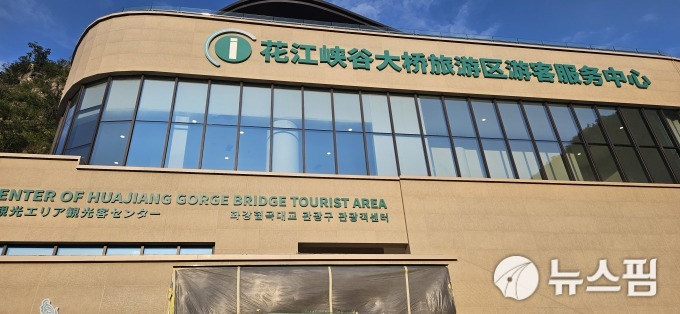 花江峡谷大桥旅游区游客服务中心
CENTER OF HUAJIANG GORGE BRIDGE TOURIST AREA
観光エリア観光客センター
화강협곡대교 관광구 관광객센터
뉴스핌